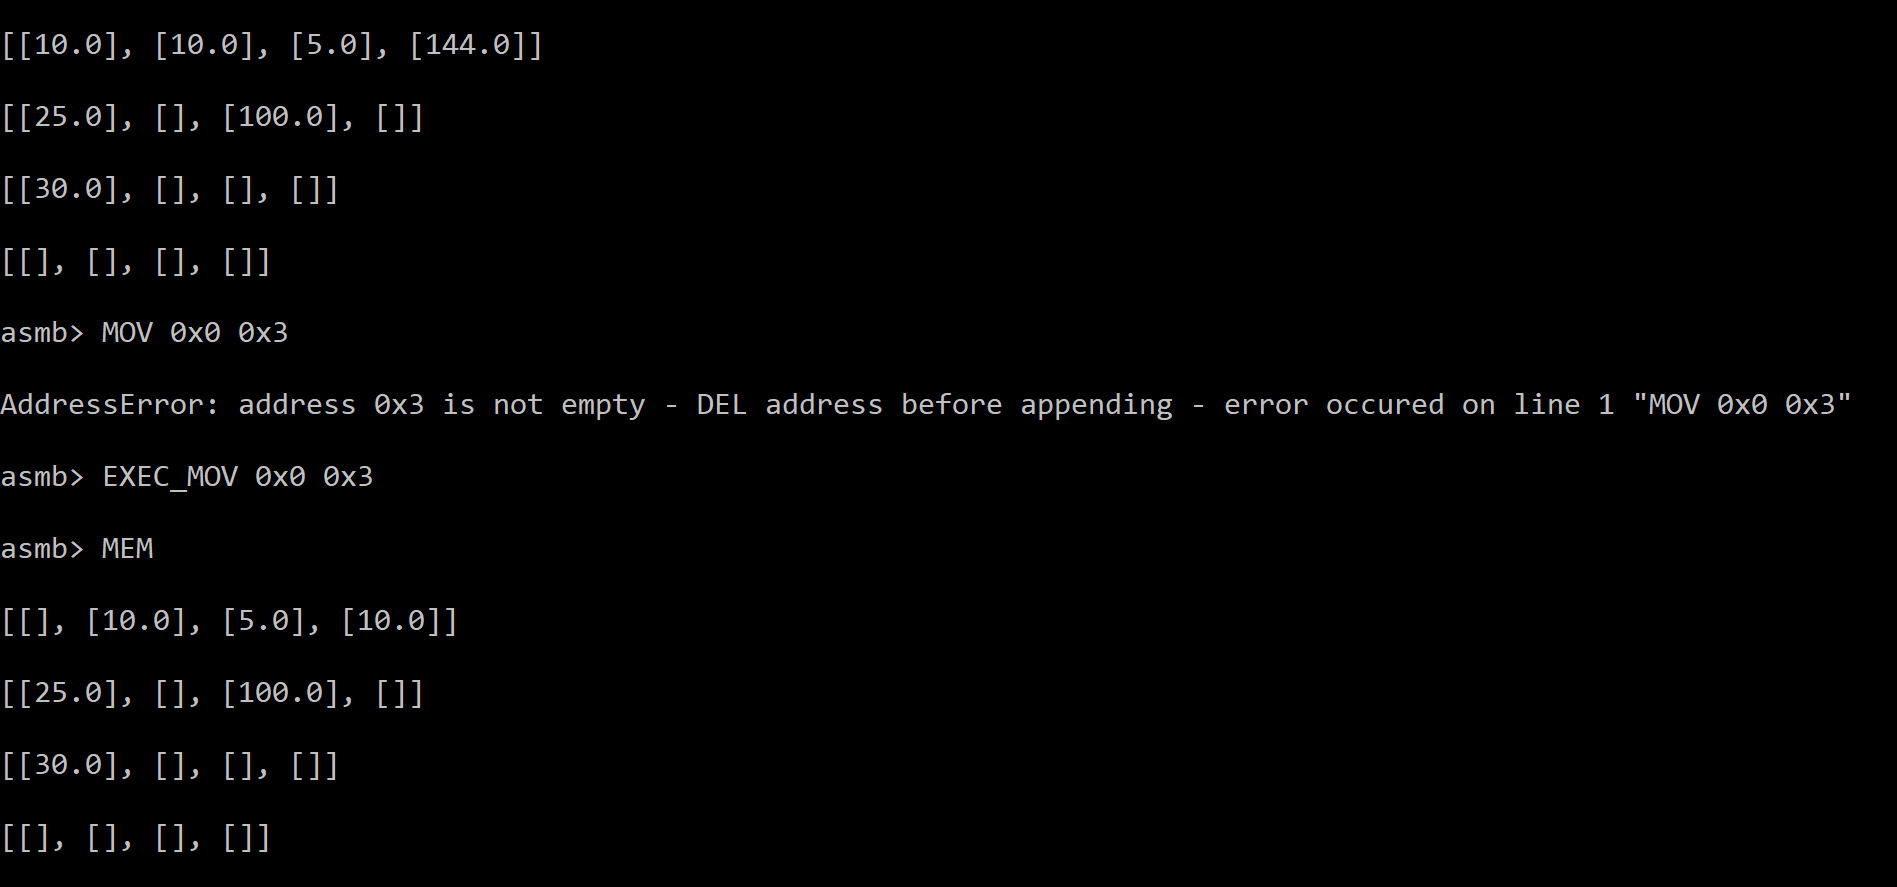 [[10.0], [10.0], [5.0], [144.0]]
[[25.0], [], [100.0], []]
[[30.0], [], [], []]
[[], [], [], []]
asmb> MOV 0x0 0x3
AddressError: address 0x3 is not empty - DEL address before appending - error occured on line 1 "MOV 0x0 0x3"
asmb> EXEC_MOV 0x0 0x3
asmb> MEM
[[], [10.0], [5.0], [10.0]]
[[25.0], [], [100.0], []]
[[30.0], [], [], []]
[[], [], [], []]